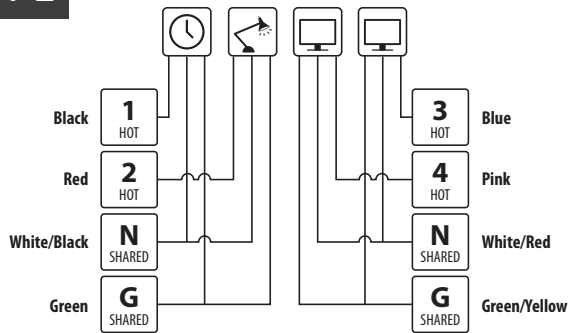 Black
1
HOT
3
HOT
Blue
Red
2
HOT
4
HOT
Pink
White/Black
N
SHARED
N
SHARED
White/Red
Green
G
SHARED
G
SHARED
Green/Yellow